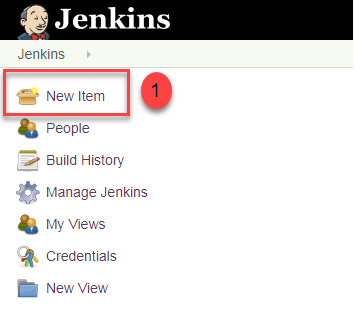 Jenkins
Jenkins
New Item
1
People
Build History
Manage Jenkins
My Views
Credentials
New View